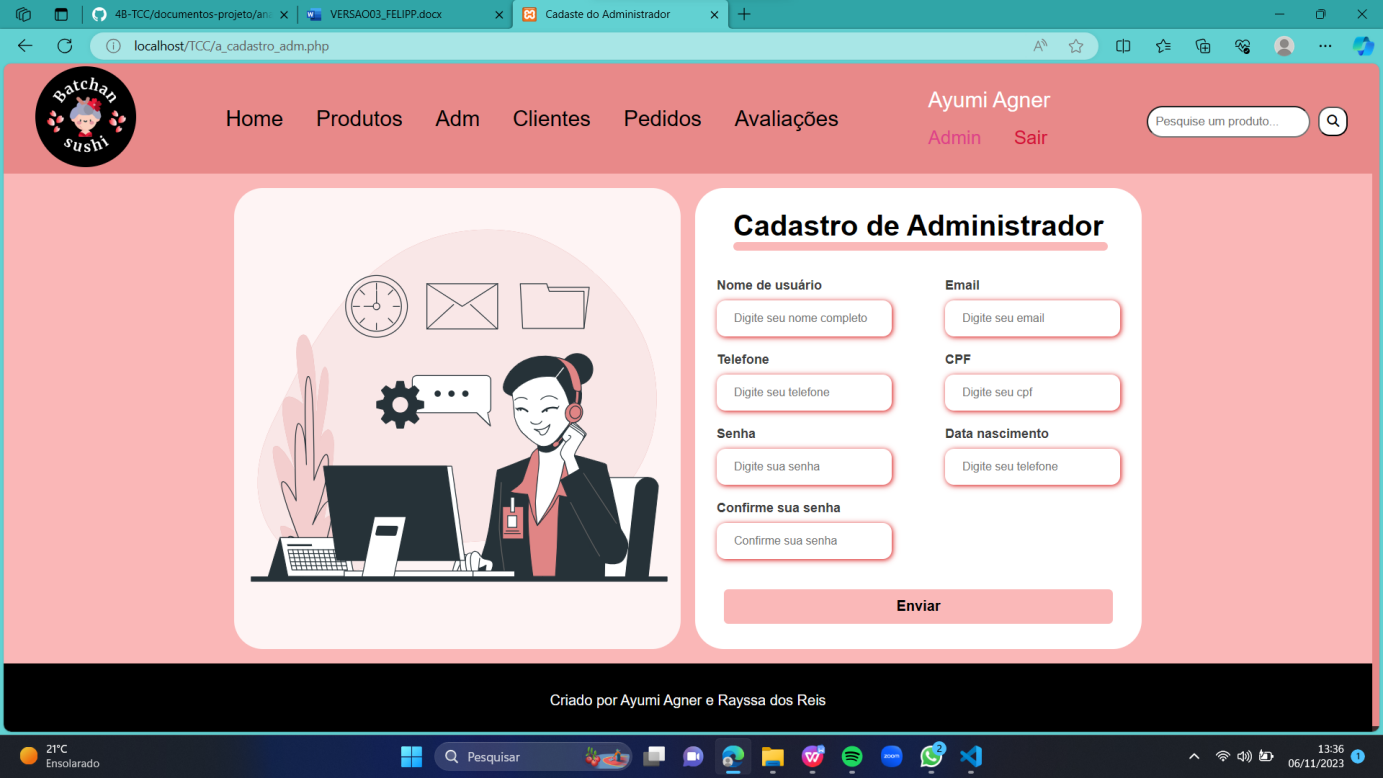 4B-TCC/documentos-projeto/ana
VERSAO03_FELIPP.docx
Cadaste do Administrador
localhost/TCC/a_cadastro_adm.php
Batchan
sushi
Home Produtos Adm Clientes Pedidos Avaliações
Ayumi Agner
Admin Sair
Pesquise um produto...
Cadastro de Administrador
Nome de usuário Email
Digite seu nome completo Digite seu email
Telefone CPF
Digite seu telefone Digite seu cpf
Senha Data nascimento
Digite sua senha Digite seu telefone
Confirme sua senha
Confirme sua senha
Enviar
Criado por Ayumi Agner e Rayssa dos Reis
21°C
Ensolarado
Pesquisar
zoom
2
13:36
06/11/2023
1